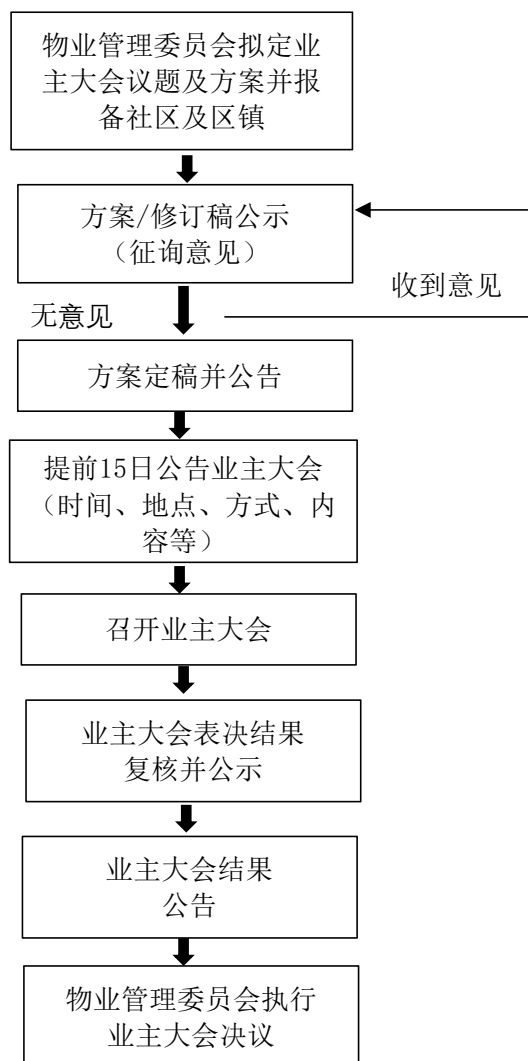 物业管理委员会拟定业
主大会议题及方案并报
备社区及区镇
方案/修订稿公示
（征询意见）
收到意见
无意见
方案定稿并公告
提前15日公告业主大会
（时间、地点、方式、内
容等）
召开业主大会
业主大会表决结果
复核并公示
业主大会结果
公告
物业管理委员会执行
业主大会决议